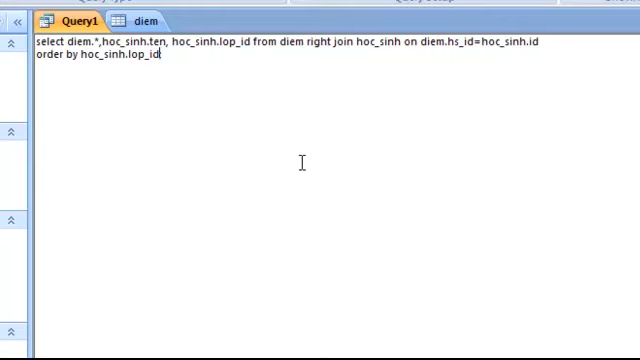 Query1 diem
select diem.*,hoc_sinh.ten, hoc_sinh.lop_id from diem right join hoc_sinh on diem.hs_id=hoc_sinh.id
order by hoc_sinh.lop_id;